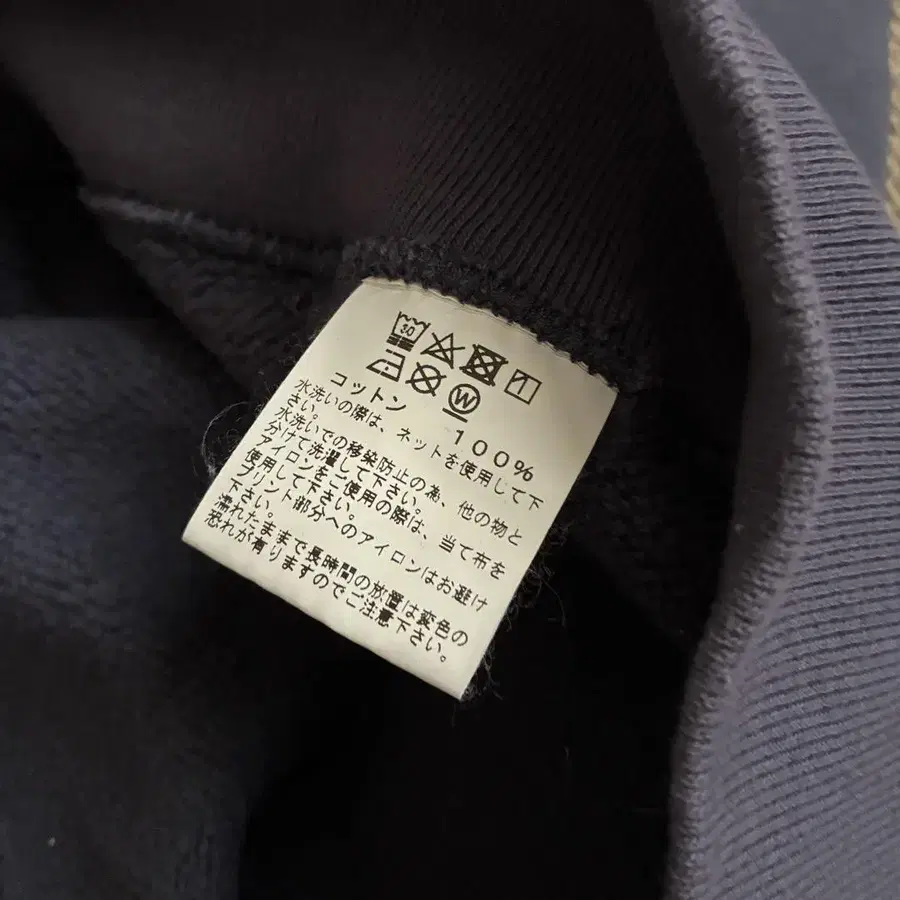 30
W
コットン 100%
水洗いの際は、ネットを使用して下
さい。
水洗いでの移染防止の為、他の物と
分けて洗濯して下さい。
アイロンをご使用の際は、当て布を
使用して下さい。
プリント部分へのアイロンはお避け
下さい。
濡れたままで長時間の放置は変色の
恐れが有りますのでご注意下さい。